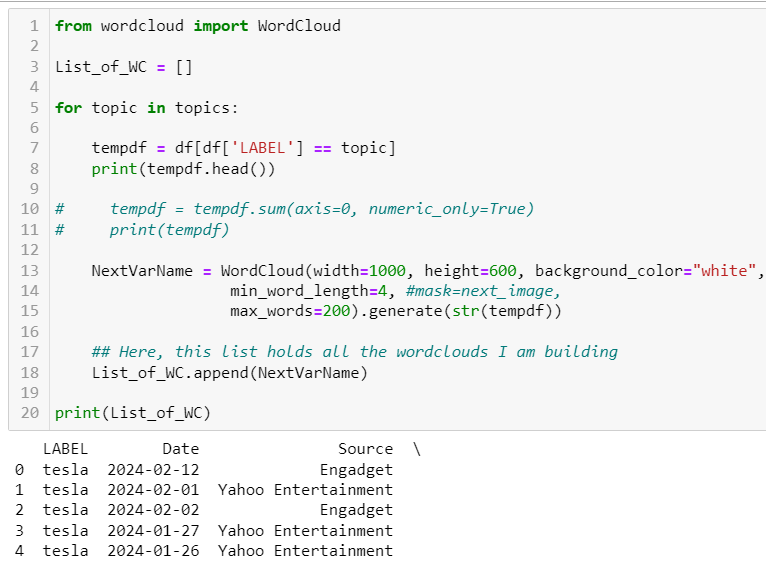 1 from wordcloud import WordCloud
2
3 List_of_WC = []
4
5 for topic in topics:
6
7     tempdf = df[df['LABEL'] == topic]
8     print(tempdf.head())
9
10 #     tempdf = tempdf.sum(axis=0, numeric_only=True)
11 #     print(tempdf)
12
13     NextVarName = WordCloud(width=1000, height=600, background_color="white",
14                    min_word_length=4, #mask=next_image,
15                    max_words=200).generate(str(tempdf))
16
17     ## Here, this list holds all the wordclouds I am building
18     List_of_WC.append(NextVarName)
19
20 print(List_of_WC)
   LABEL        Date               Source  \
0  tesla  2024-02-12             Engadget
1  tesla  2024-02-01  Yahoo Entertainment
2  tesla  2024-02-02             Engadget
3  tesla  2024-01-27  Yahoo Entertainment
4  tesla  2024-01-26  Yahoo Entertainment